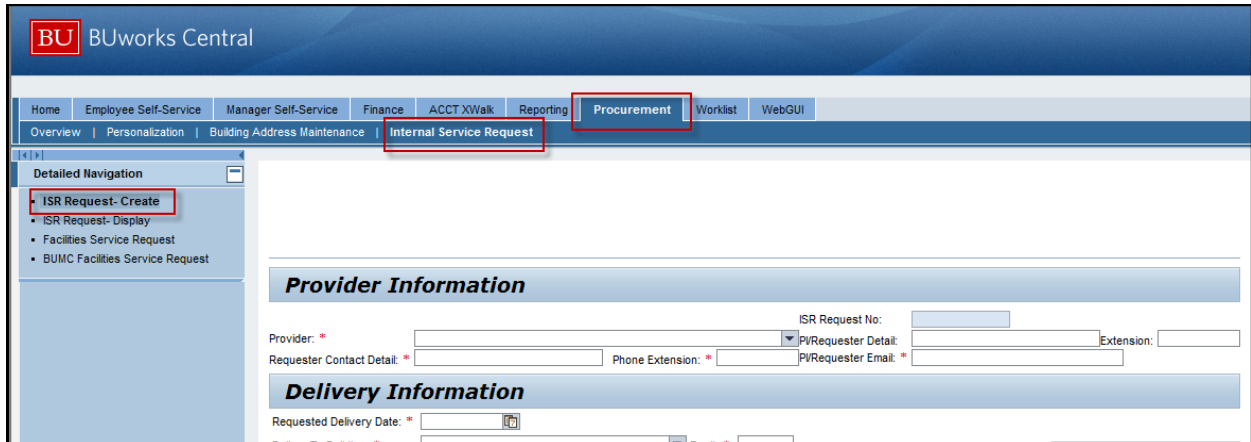 BU BUworks Central
Home Employee Self-Service Manager Self-Service Finance ACCT XWalk Reporting Procurement Worklist WebGUI
Overview | Personalization | Building Address Maintenance | Internal Service Request
Detailed Navigation
ISR Request- Create
ISR Request- Display
Facilities Service Request
BUMC Facilities Service Request
Provider Information
ISR Request No:
Provider: * PI/Requester Detail: Extension:
Requester Contact Detail: * Phone Extension: * PI/Requester Email: *
Delivery Information
Requested Delivery Date: *